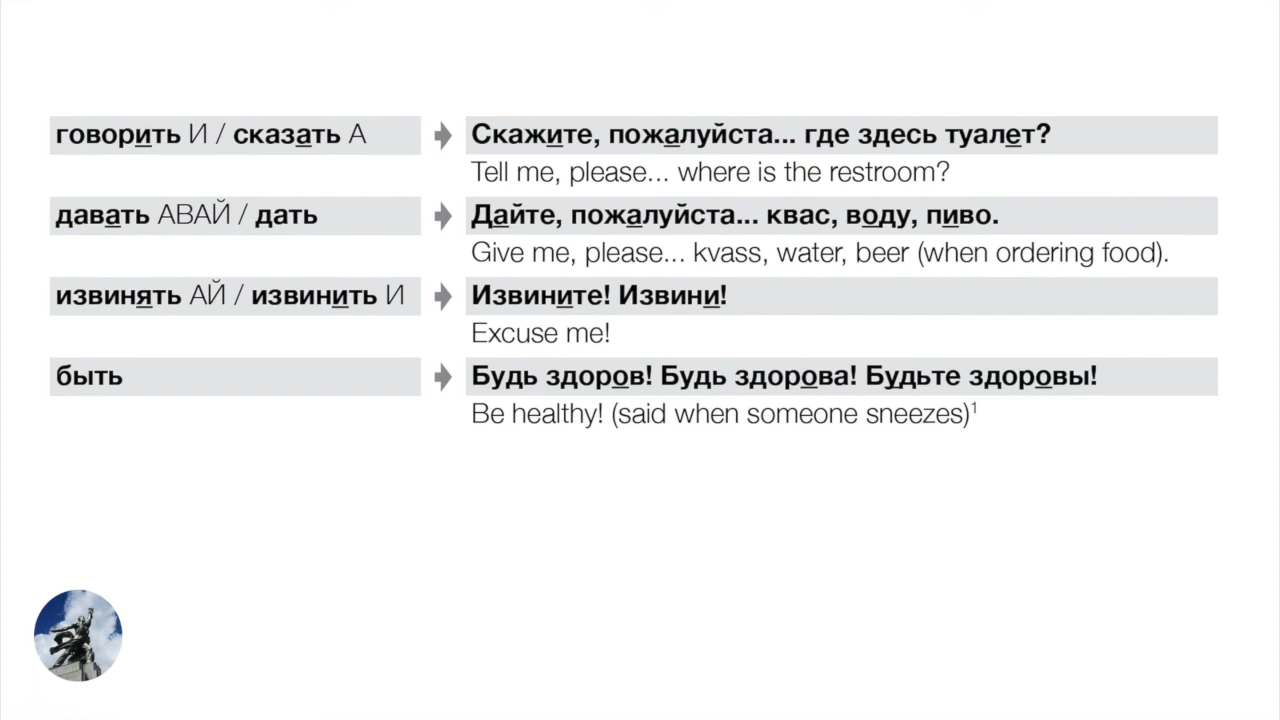 говорить И / сказать А
Скажите, пожалуйста... где здесь туалет?
Tell me, please... where is the restroom?
давать АВАЙ / дать
Дайте, пожалуйста... квас, воду, пиво.
Give me, please... kvass, water, beer (when ordering food).
извинять АЙ / извинить И
Извините! Извини!
Excuse me!
быть
Будь здоров! Будь здорова! Будьте здоровы!
Be healthy! (said when someone sneezes)¹